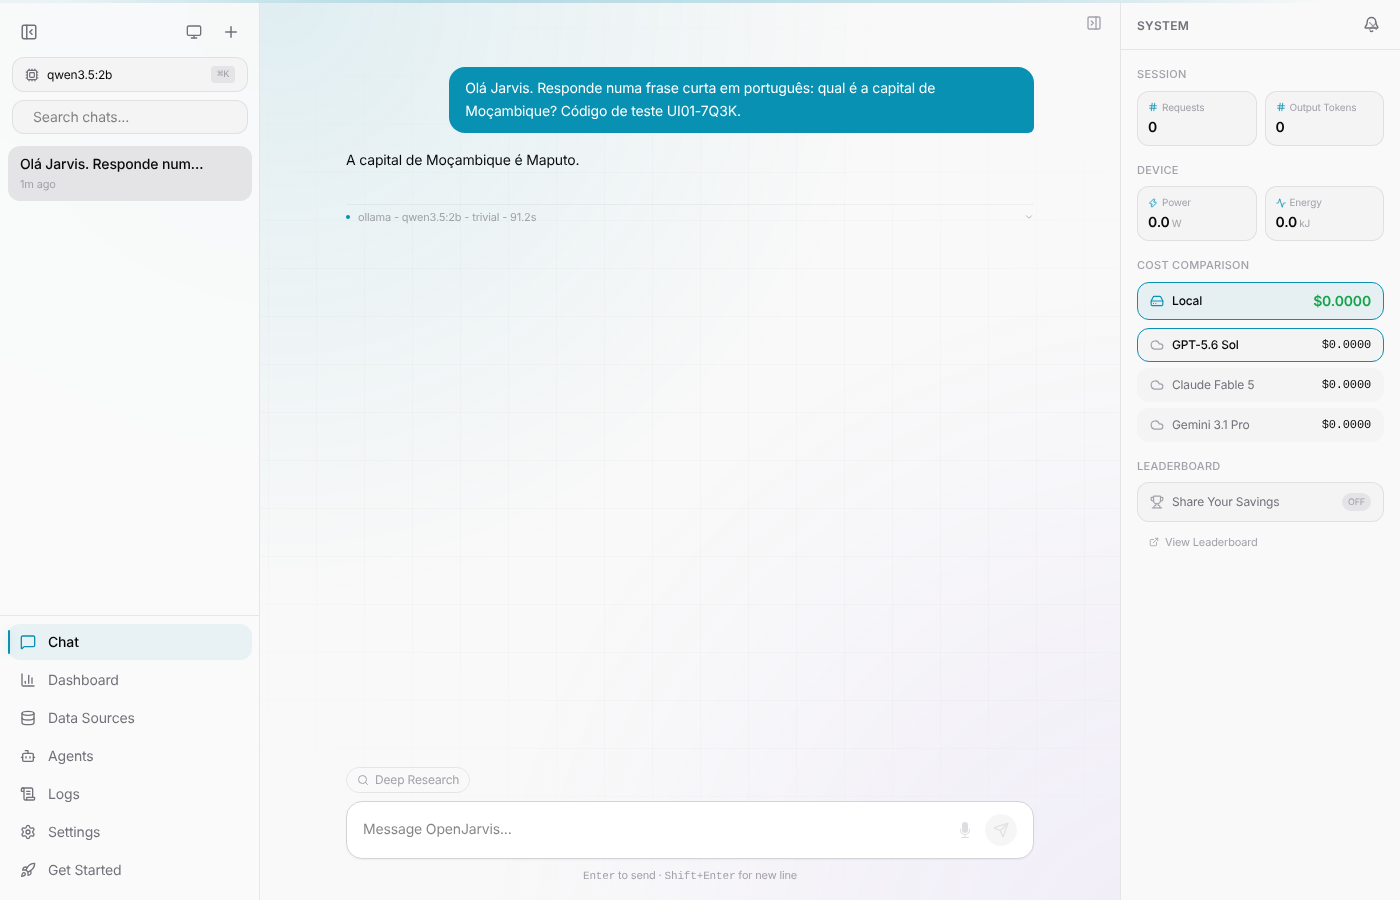 qwen3.5:2b
⌘K
Search chats...
Olá Jarvis. Responde num...
1m ago
Chat
Dashboard
Data Sources
Agents
Logs
Settings
Get Started
Olá Jarvis. Responde numa frase curta em português: qual é a capital de
Moçambique? Código de teste UI01-7Q3K.
A capital de Moçambique é Maputo.
ollama - qwen3.5:2b - trivial - 91.2s
Deep Research
Message OpenJarvis...
Enter to send · Shift+Enter for new line
SYSTEM
SESSION
Requests
0
Output Tokens
0
DEVICE
Power
0.0 W
Energy
0.0 kJ
COST COMPARISON
Local $0.0000
GPT-5.6 Sol $0.0000
Claude Fable 5 $0.0000
Gemini 3.1 Pro $0.0000
LEADERBOARD
Share Your Savings OFF
View Leaderboard